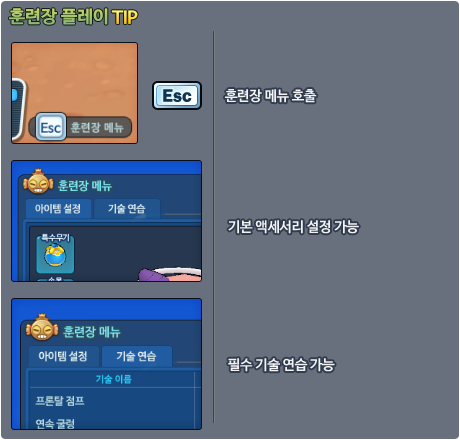 훈련장 플레이 TIP
Esc 훈련장 메뉴
Esc
훈련장 메뉴 호출
훈련장 메뉴
아이템 설정 기술 연습
특수무기
기본 액세서리 설정 가능
훈련장 메뉴
아이템 설정 기술 연습
기술 이름
프론탈 점프
연속 굴링
필수 기술 연습 가능